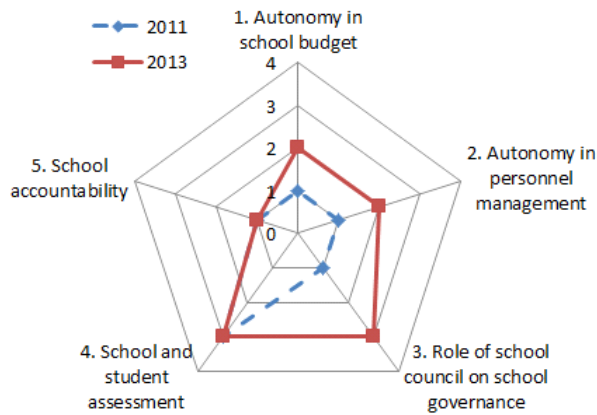 2011
2013
1. Autonomy in
school budget
4
3
2
1
0
2. Autonomy in
personnel
management
3. Role of school
council on school
governance
4. School and
student
assessment
5. School
accountability